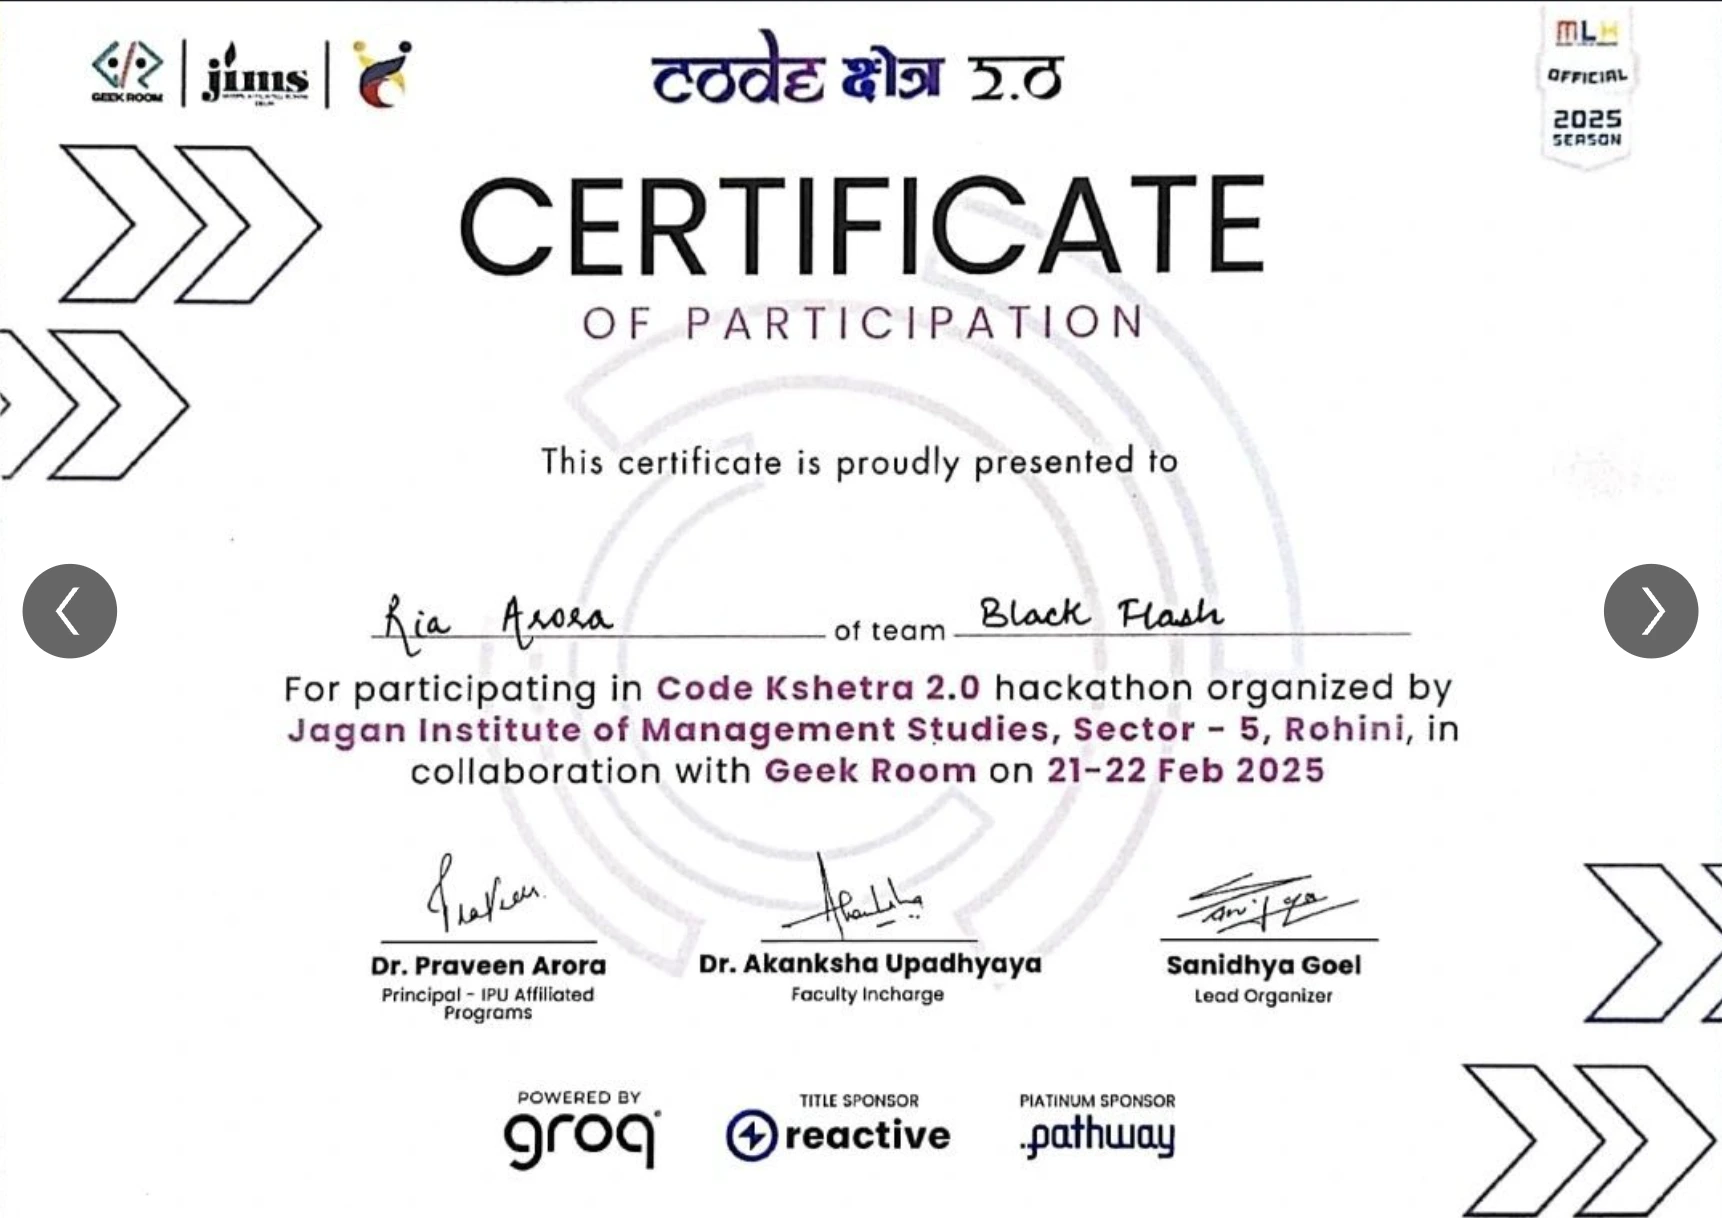 GEEK ROOM
jims
code क्षेत्र 2.0
MLH
OFFICIAL
2025
SEASON
CERTIFICATE
OF PARTICIPATION
This certificate is proudly presented to
Ria Arora of team Black Flash
For participating in Code Kshetra 2.0 hackathon organized by
Jagan Institute of Management Studies, Sector - 5, Rohini, in
collaboration with Geek Room on 21-22 Feb 2025
Praveen
Akanksha
Dr. Praveen Arora
Principal - IPU Affiliated
Programs
Dr. Akanksha Upadhyaya
Faculty Incharge
Sanidhya Goel
Lead Organizer
POWERED BY
groq
TITLE SPONSOR
reactive
PLATINUM SPONSOR
.pathway